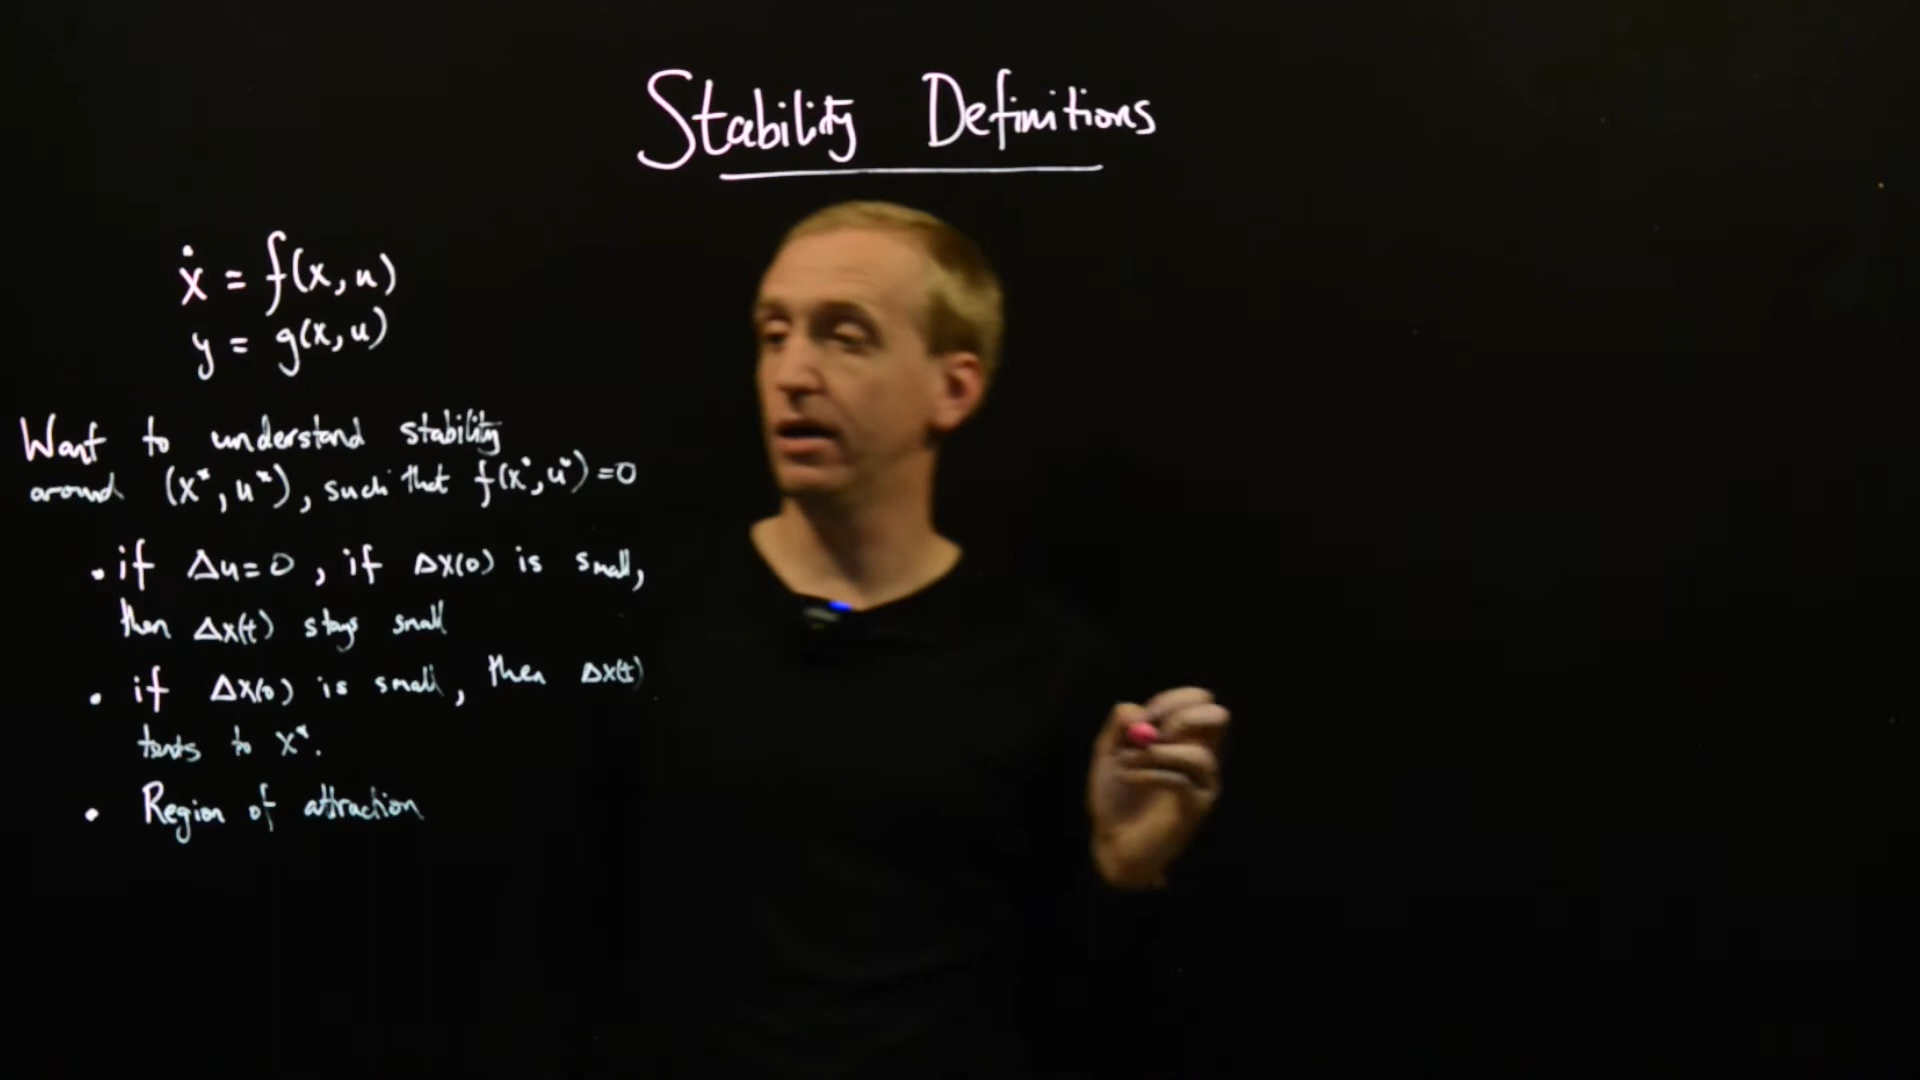 Stability Definitions
ẋ = f(x,u)
y = g(x,u)
Want to understand stability
around (x*,u*), such that f(x*,u*)=0
• if Δu=0, if Δx(0) is small,
then Δx(t) stays small
• if Δx(0) is small, then Δx(t)
tends to x*.
• Region of attraction